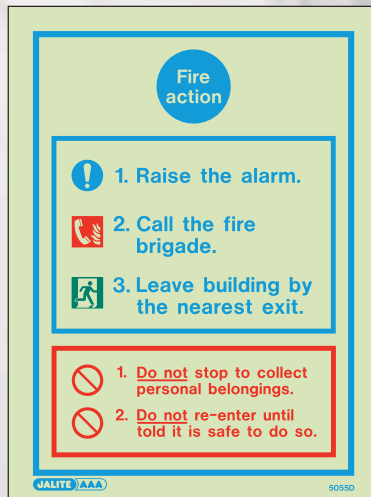 Fire
action
1. Raise the alarm.
2. Call the fire
brigade.
3. Leave building by
the nearest exit.
1. Do not stop to collect
personal belongings.
2. Do not re-enter until
told it is safe to do so.
JALITE AAA
5055D